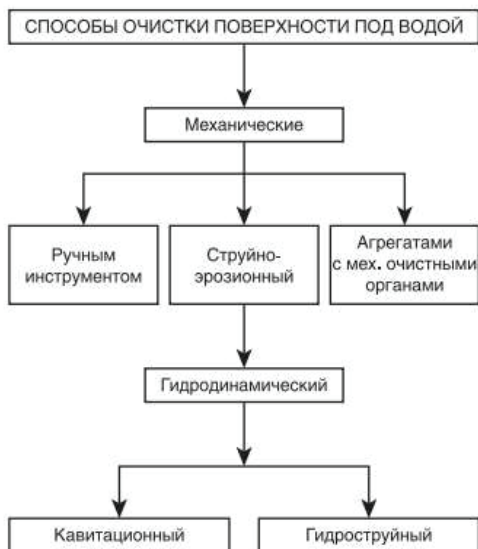 СПОСОБЫ ОЧИСТКИ ПОВЕРХНОСТИ ПОД ВОДОЙ
Механические
Ручным
инструментом
Струйно-
эрозионный
Агрегатами
с мех. очистными
органами
Гидродинамический
Кавитационный
Гидроструйный